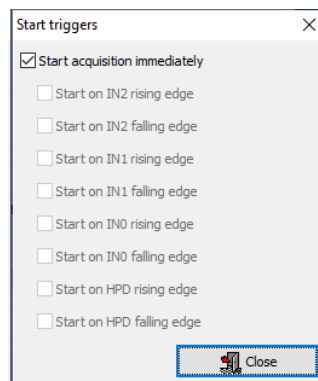 Start triggers
Start acquisition immediately
Start on IN2 rising edge
Start on IN2 falling edge
Start on IN1 rising edge
Start on IN1 falling edge
Start on IN0 rising edge
Start on IN0 falling edge
Start on HPD rising edge
Start on HPD falling edge
Close